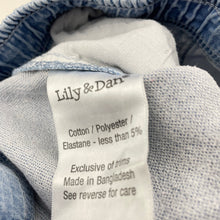 Lily & Dan
Cotton / Polyester /
Elastane - less than 5%
Exclusive of trims
Made in Bangladesh
See reverse for care